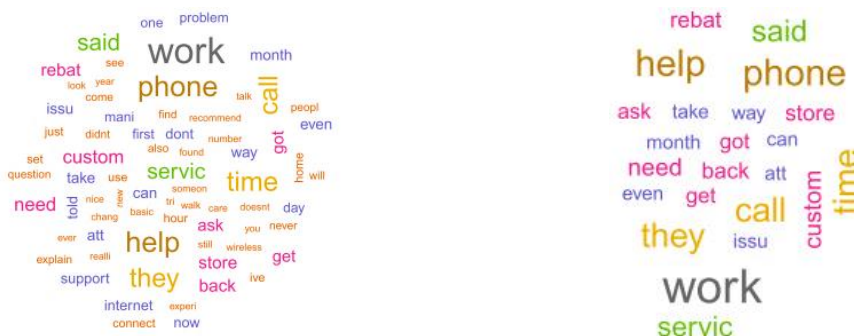 one problem
said work month
see
rebat phone call
look year
come talk
issu mani find recommend peopl
even
just didnt first dont number got
also found way
set custom servic home will
question take use someon time
need told nice new can tri walk care doesnt day
chang basic hour you never
ever att help ask
still wireless
explain realli store get
support they back ive
internet experi
connect now
rebat said
help phone
ask take way store
month got can
need back att time
even get custom
they call issu
work
servic